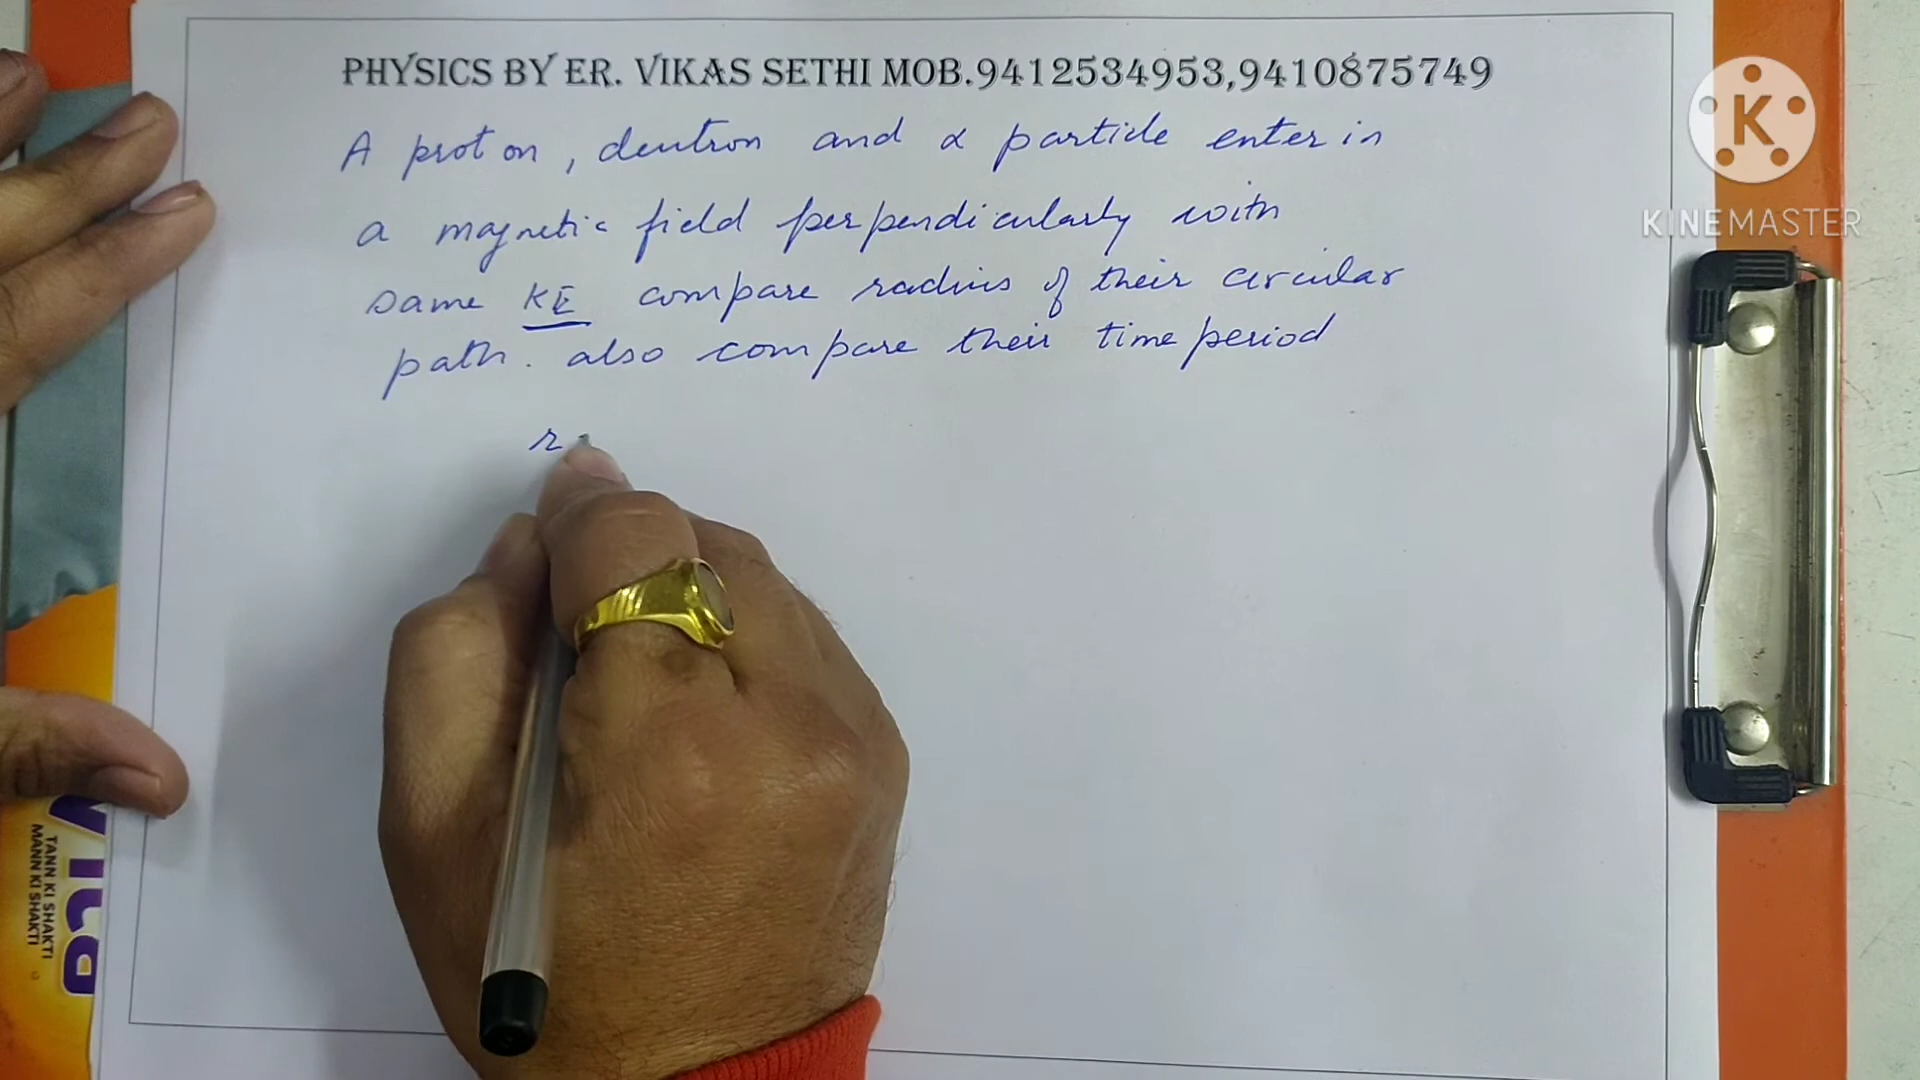 PHYSICS BY ER. VIKAS SETHI MOB.9412534953,9410875749
A proton, deutron and α particle enter in
a magnetic field perpendicularly with
same KE compare radius of their circular
path. also compare their time period
r
K
KINEMASTER
Vita
TANN KI SHAKTI
MANN KI SHAKTI